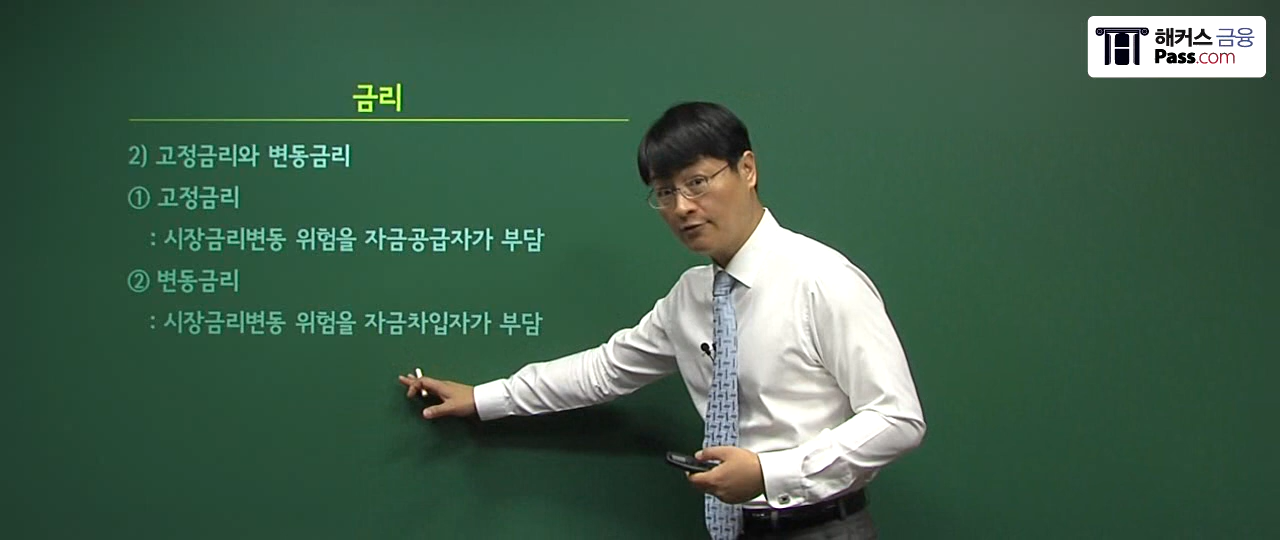 해커스 금융
Pass.com
금리
2) 고정금리와 변동금리
① 고정금리
: 시장금리변동 위험을 자금공급자가 부담
② 변동금리
: 시장금리변동 위험을 자금차입자가 부담